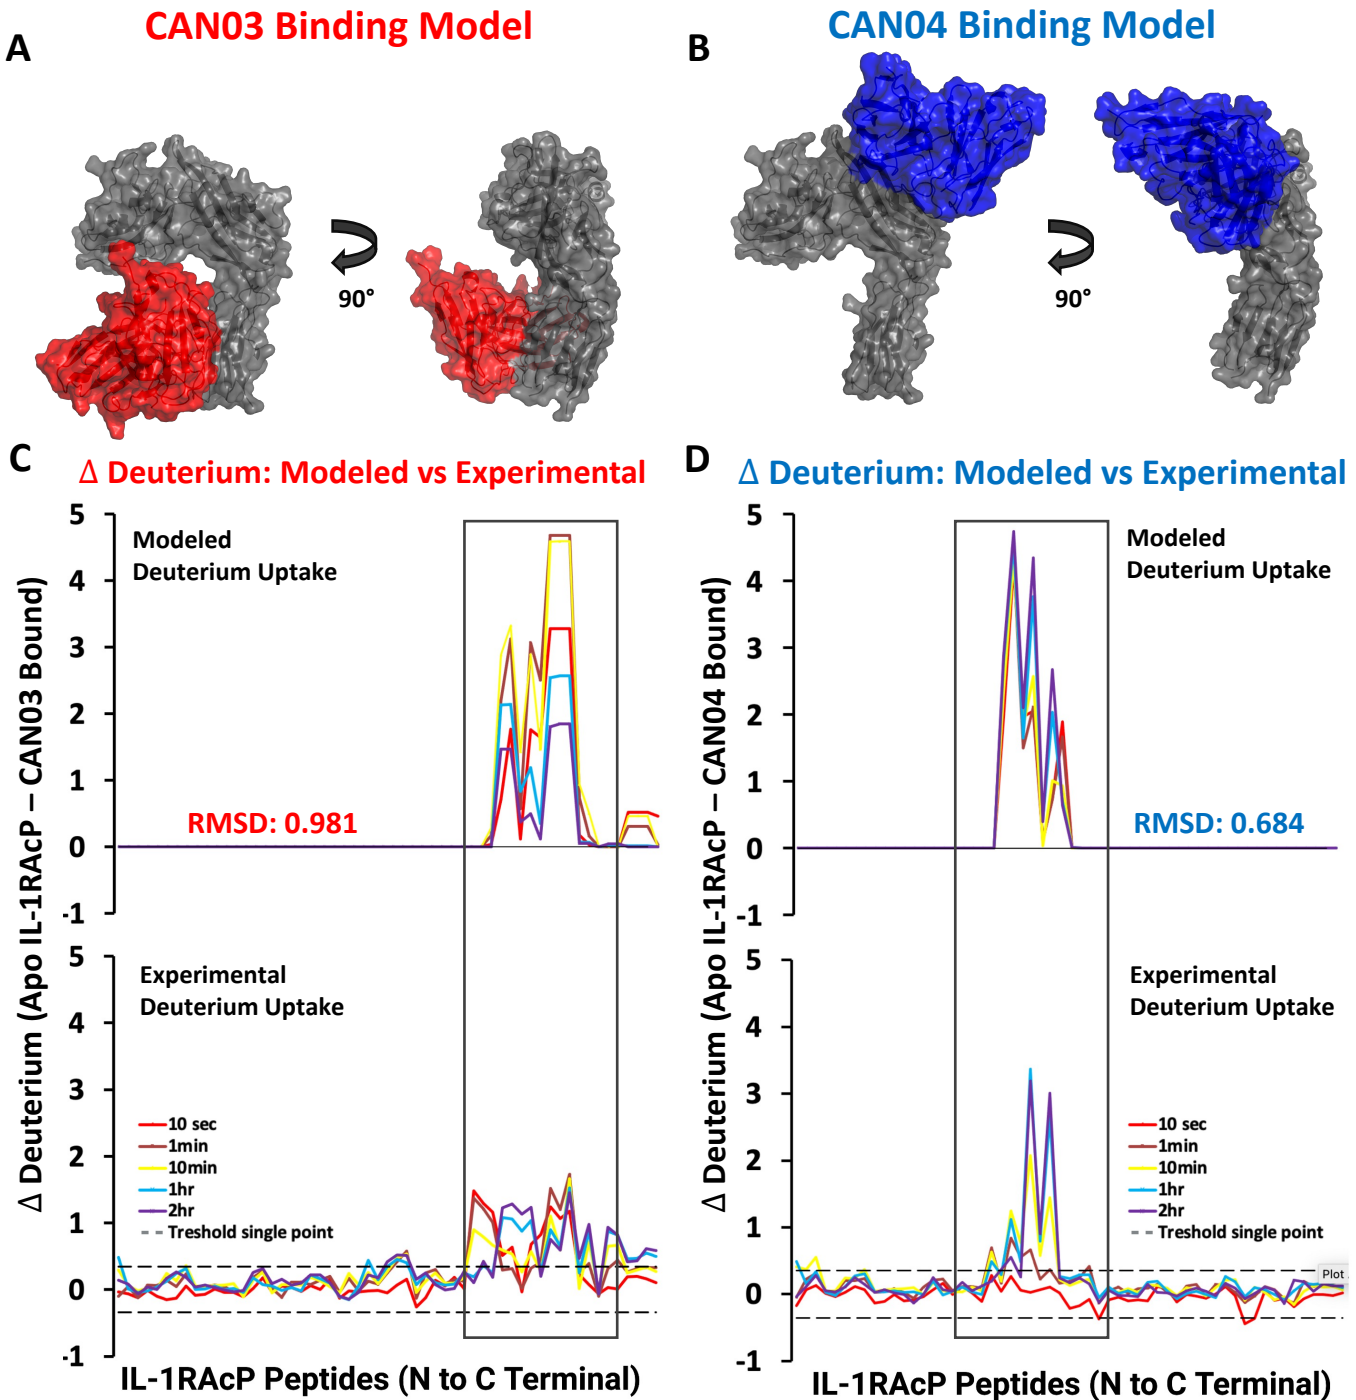 CAN03 Binding Model
CAN04 Binding Model
A
B
90°
90°
C
Δ Deuterium: Modeled vs Experimental
D
Δ Deuterium: Modeled vs Experimental
Δ Deuterium (Apo IL-1RAcP – CAN03 Bound)
5
4
3
2
1
0
-1
Modeled
Deuterium Uptake
RMSD: 0.981
5
4
3
2
1
0
-1
Experimental
Deuterium Uptake
10 sec
1min
10min
1hr
2hr
Treshold single point
IL-1RAcP Peptides (N to C Terminal)
Δ Deuterium (Apo IL-1RAcP – CAN04 Bound)
5
4
3
2
1
0
-1
Modeled
Deuterium Uptake
RMSD: 0.684
5
4
3
2
1
0
-1
Experimental
Deuterium Uptake
10 sec
1min
10min
1hr
2hr
Treshold single point
Plot
IL-1RAcP Peptides (N to C Terminal)